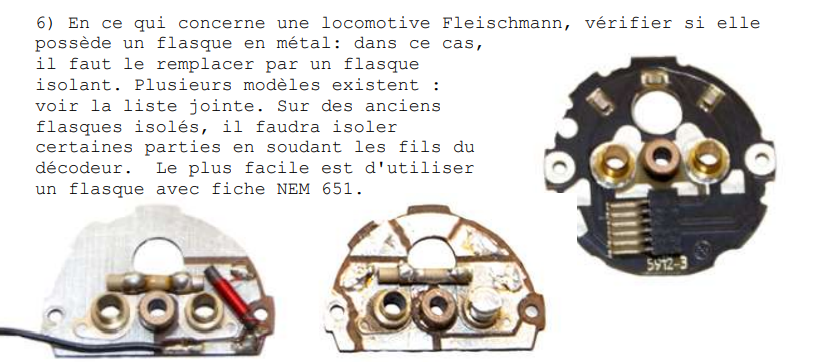 6) En ce qui concerne une locomotive Fleischmann, vérifier si elle
possède un flasque en métal: dans ce cas,
il faut le remplacer par un flasque
isolant. Plusieurs modèles existent :
voir la liste jointe. Sur des anciens
flasques isolés, il faudra isoler
certaines parties en soudant les fils du
décodeur.  Le plus facile est d'utiliser
un flasque avec fiche NEM 651.
5912-3